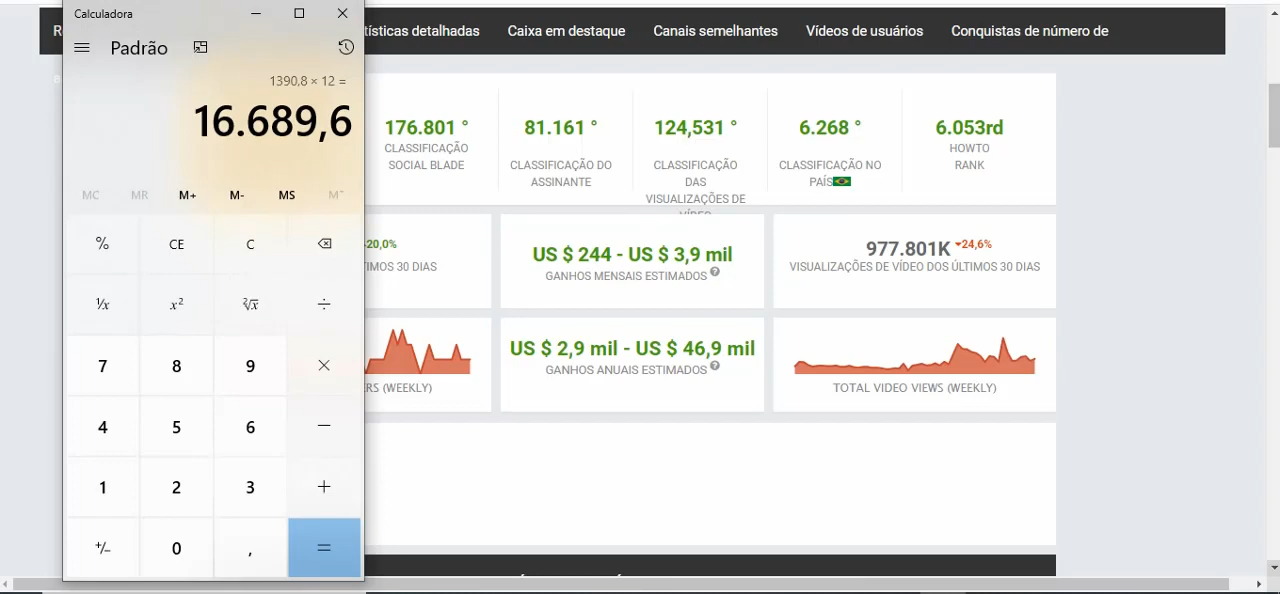 Calculadora
Padrão
1390,8 × 12 =
16.689,6
MC MR M+ M- MS M˅
% CE C
¹/x x² ²√x ÷
7 8 9 ×
4 5 6 −
1 2 3 +
+/− 0 , =
tísticas detalhadas Caixa em destaque Canais semelhantes Vídeos de usuários Conquistas de número de
176.801 °
CLASSIFICAÇÃO
SOCIAL BLADE
81.161 °
CLASSIFICAÇÃO DO
ASSINANTE
124,531 °
CLASSIFICAÇÃO
DAS
VISUALIZAÇÕES DE
6.268 °
CLASSIFICAÇÃO NO
PAÍS
6.053rd
HOWTO
RANK
20,0%
TIMOS 30 DIAS
US $ 244 - US $ 3,9 mil
GANHOS MENSAIS ESTIMADOS ?
977.801K 24,6%
VISUALIZAÇÕES DE VÍDEO DOS ÚLTIMOS 30 DIAS
RS (WEEKLY)
US $ 2,9 mil - US $ 46,9 mil
GANHOS ANUAIS ESTIMADOS ?
TOTAL VIDEO VIEWS (WEEKLY)